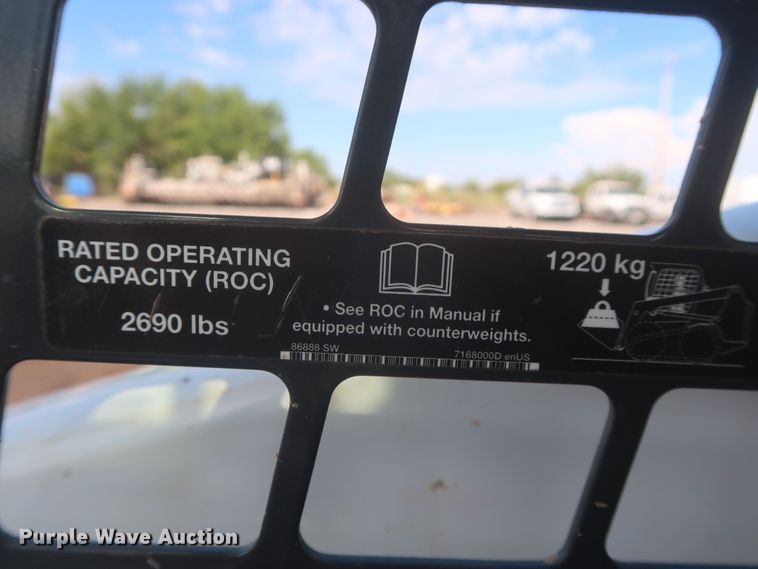 RATED OPERATING
CAPACITY (ROC)
2690 lbs
• See ROC in Manual if
equipped with counterweights.
86888 SW
7168000D enUS
1220 kg
Purple Wave Auction